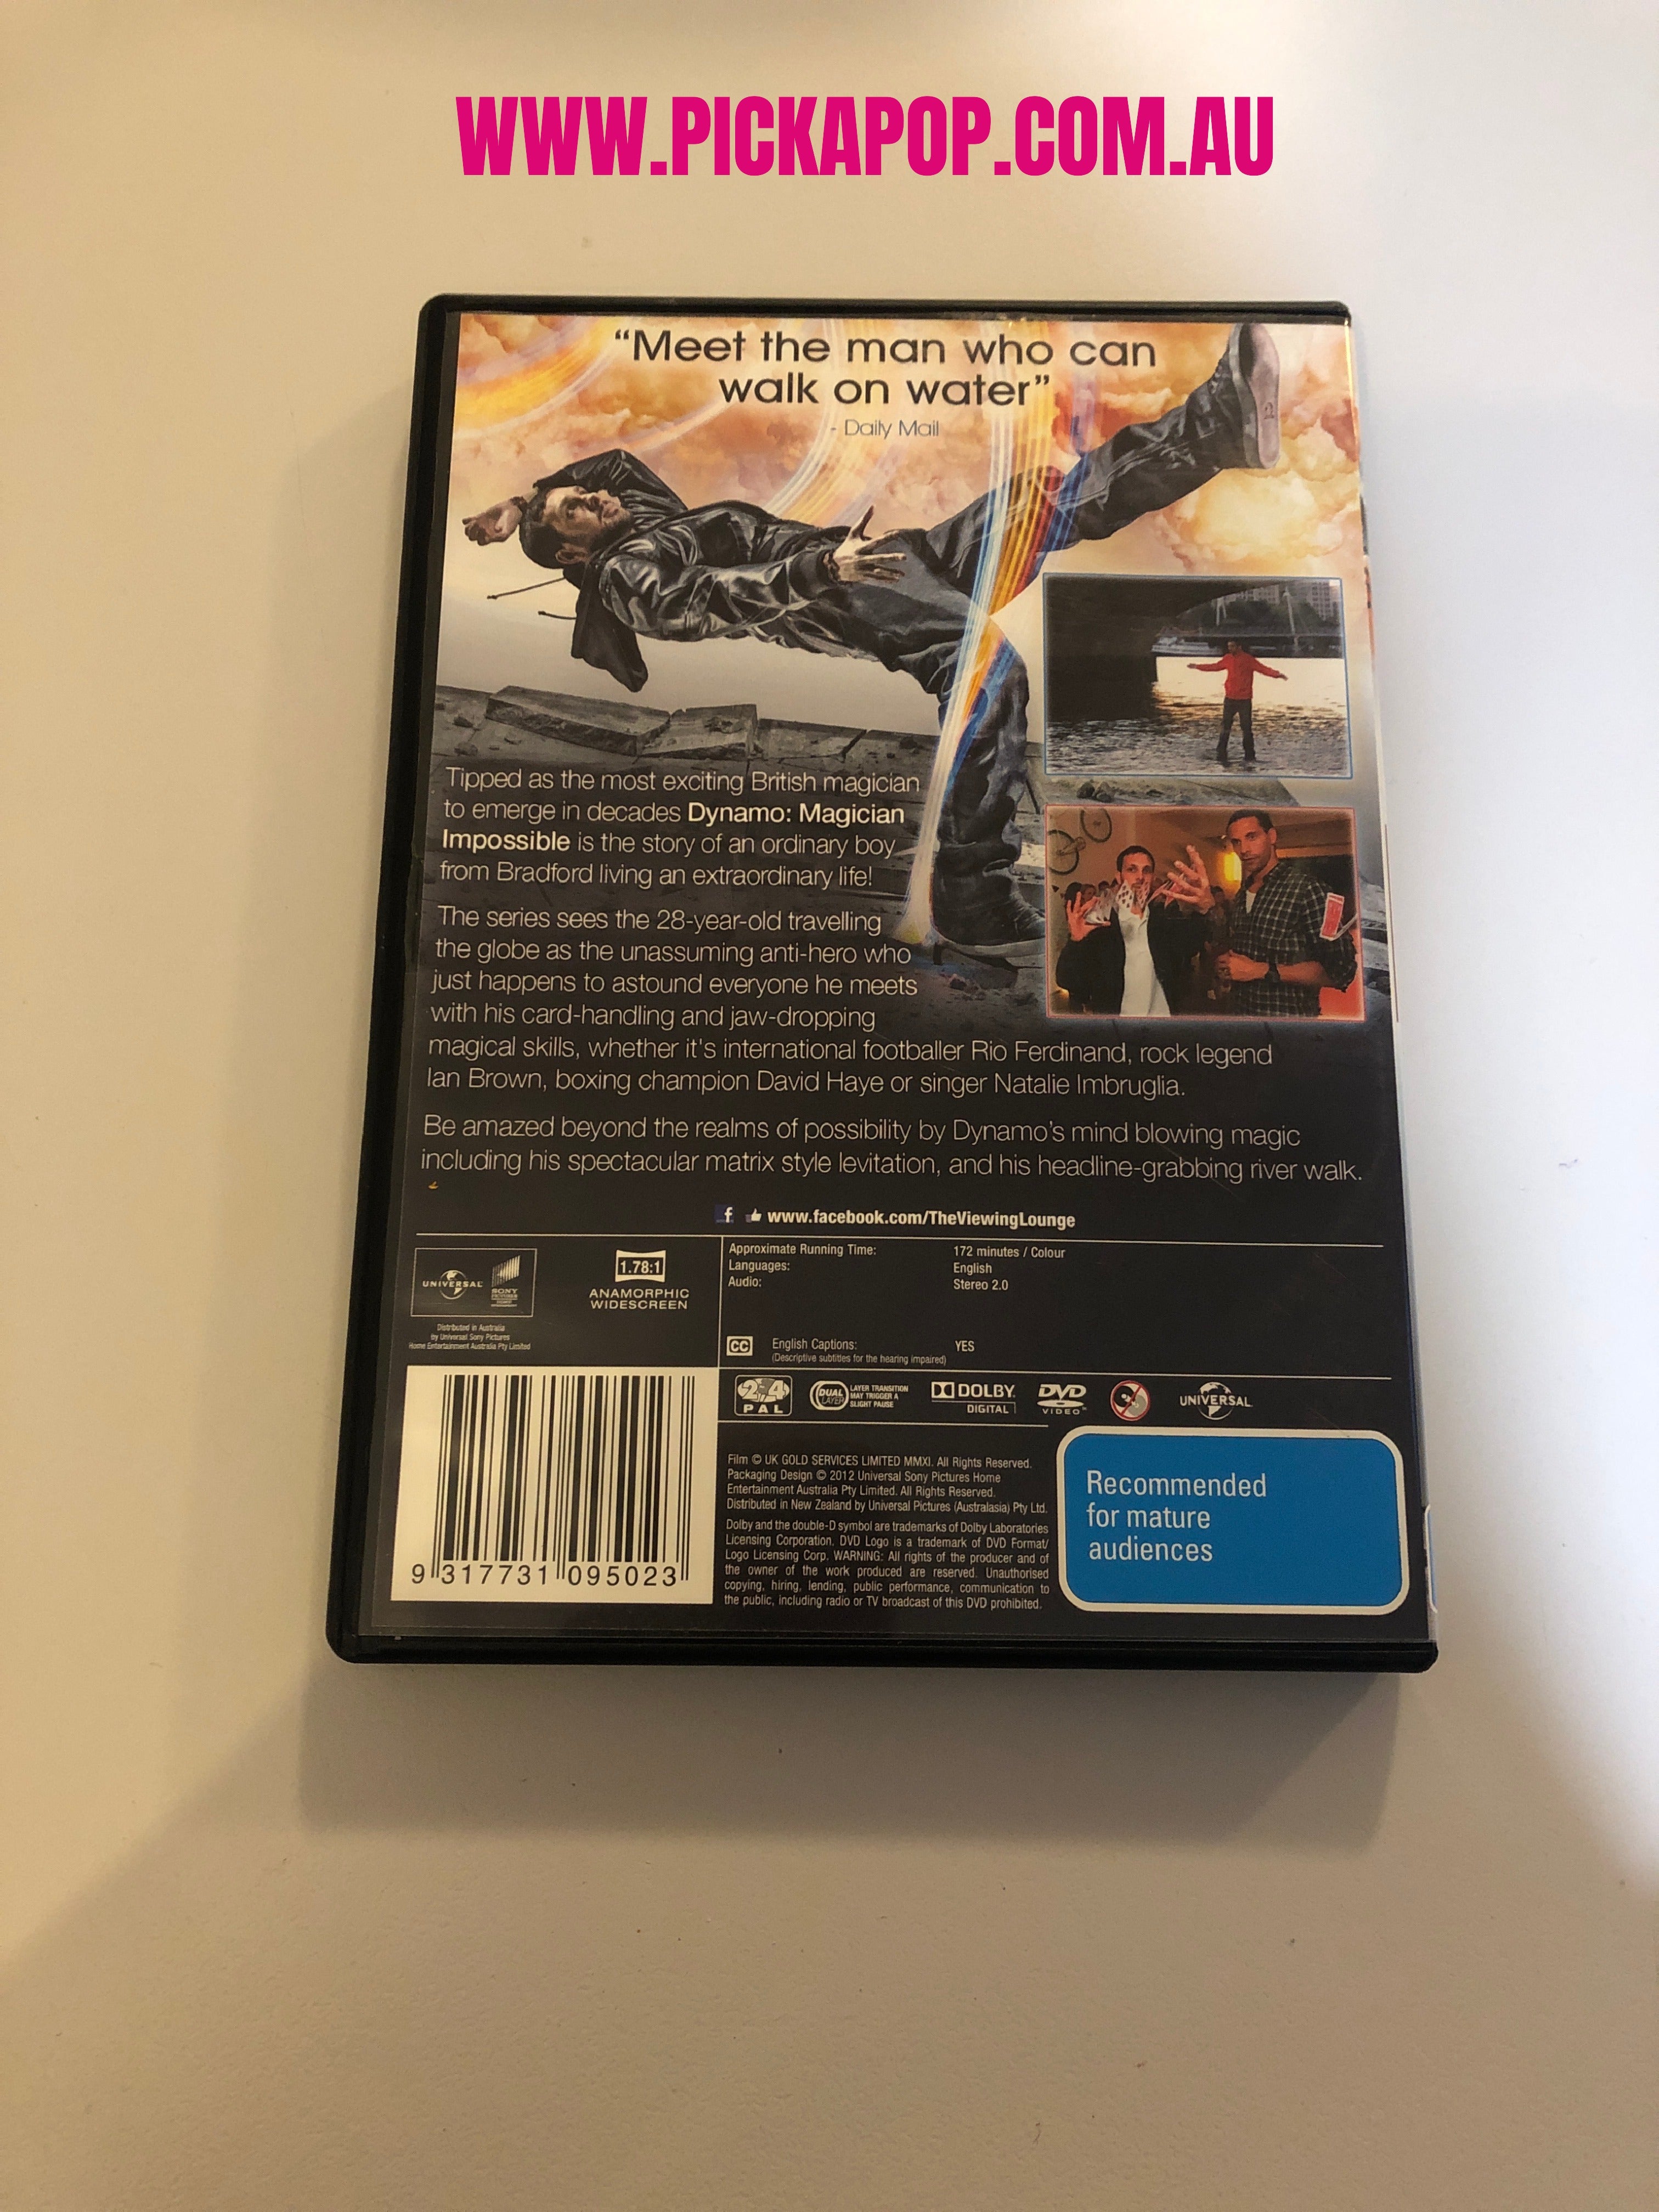 WWW.PICKAPOP.COM.AU
“Meet the man who can
walk on water”
- Daily Mail
Tipped as the most exciting British magician
to emerge in decades Dynamo: Magician
Impossible is the story of an ordinary boy
from Bradford living an extraordinary life!
The series sees the 28-year-old travelling
the globe as the unassuming anti-hero who
just happens to astound everyone he meets
with his card-handling and jaw-dropping
magical skills, whether it's international footballer Rio Ferdinand, rock legend
Ian Brown, boxing champion David Haye or singer Natalie Imbruglia.
Be amazed beyond the realms of possibility by Dynamo's mind blowing magic
including his spectacular matrix style levitation, and his headline-grabbing river walk.
f www.facebook.com/TheViewingLounge
UNIVERSAL
SONY
PICTURES
Distributed in Australia
by Universal Sony Pictures
Home Entertainment Australia Pty Limited
1.78:1
ANAMORPHIC
WIDESCREEN
Approximate Running Time: 172 minutes / Colour
Languages: English
Audio: Stereo 2.0
CC English Captions: YES
(Descriptive subtitles for the hearing impaired)
2 4
PAL
DUAL
LAYER
LAYER TRANSITION
MAY TRIGGER A
SLIGHT PAUSE
DOLBY
DIGITAL
DVD
VIDEO
UNIVERSAL
9 317731 095023
Film © UK GOLD SERVICES LIMITED MMXI. All Rights Reserved.
Packaging Design © 2012 Universal Sony Pictures Home
Entertainment Australia Pty Limited. All Rights Reserved.
Distributed in New Zealand by Universal Pictures (Australasia) Pty Ltd.
Dolby and the double-D symbol are trademarks of Dolby Laboratories
Licensing Corporation. DVD Logo is a trademark of DVD Format/
Logo Licensing Corp. WARNING: All rights of the producer and of
the owner of the work produced are reserved. Unauthorised
copying, hiring, lending, public performance, communication to
the public, including radio or TV broadcast of this DVD prohibited.
Recommended
for mature
audiences